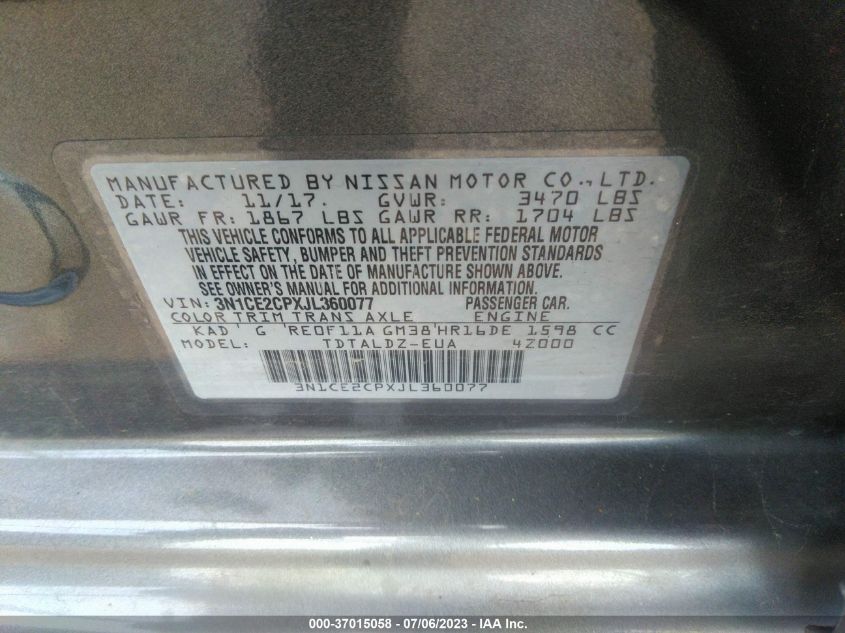 MANUFACTURED BY NISSAN MOTOR CO., LTD.
DATE: 11/17. GVWR: 3470 LBS
GAWR FR: 1867 LBS GAWR RR: 1704 LBS
THIS VEHICLE CONFORMS TO ALL APPLICABLE FEDERAL MOTOR
VEHICLE SAFETY, BUMPER AND THEFT PREVENTION STANDARDS
IN EFFECT ON THE DATE OF MANUFACTURE SHOWN ABOVE.
SEE OWNER'S MANUAL FOR ADDITIONAL INFORMATION.
VIN: 3N1CE2CPXJL360077 PASSENGER CAR.
COLOR TRIM TRANS AXLE ENGINE
KAD G RE0F11A GM38 HR16DE 1598 CC
MODEL: TDTALDZ-EUA 4Z000
3N1CE2CPXJL360077
000-37015058 - 07/06/2023 - IAA Inc.